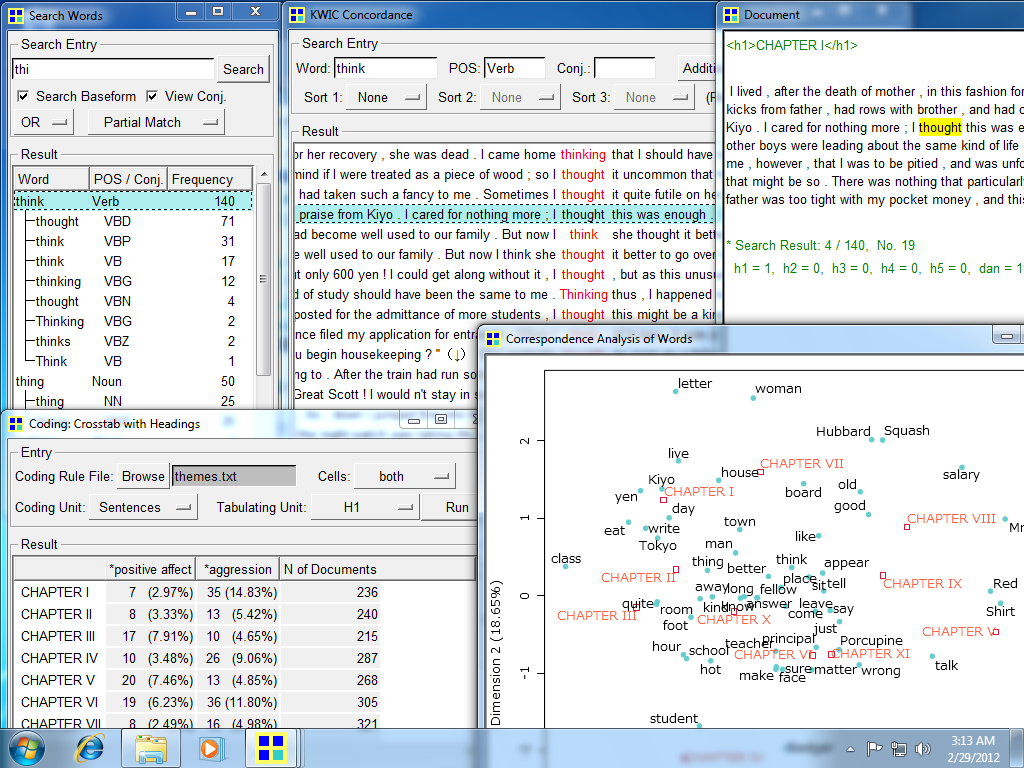 Search Words
Search Entry
thi
Search
Search Baseform
View Conj.
OR
Partial Match
Result
Word POS / Conj. Frequency
think Verb 140
thought VBD 71
think VBP 31
think VB 17
thinking VBG 12
thought VBN 4
Thinking VBG 2
thinks VBZ 2
Think VB 1
thing Noun 50
thing NN 25
KWIC Concordance
Search Entry
Word: think POS: Verb Conj.: Additi
Sort 1: None Sort 2: None Sort 3: None (R
Result
or her recovery , she was dead . I came home thinking that I should have
mind if I were treated as a piece of wood ; so I thought it uncommon that
had taken such a fancy to me . Sometimes I thought it quite futile on he
praise from Kiyo . I cared for nothing more ; I thought this was enough .
ad become well used to our family . But now I think she thought it bett
e well used to our family . But now I think she thought it better to go over
ut only 600 yen ! I could get along without it , I thought , but as this unusu
d of study should have been the same to me . Thinking thus , I happened
posted for the admittance of more students , I thought this might be a kin
nce filed my application for entra
u begin housekeeping ? " (↓)
ng to . After the train had run so
Great Scott ! I would n't stay in s
Document
<h1>CHAPTER I</h1>
I lived , after the death of mother , in this fashion for
kicks from father , had rows with brother , and had c
Kiyo . I cared for nothing more ; I thought this was e
other boys were leading about the same kind of life
me , however , that I was to be pitied , and was unfo
that might be so . There was nothing that particularl
father was too tight with my pocket money , and this
* Search Result: 4 / 140, No. 19
h1 = 1, h2 = 0, h3 = 0, h4 = 0, h5 = 0, dan = 1
Coding: Crosstab with Headings
Entry
Coding Rule File: Browse themes.txt Cells: both
Coding Unit: Sentences Tabulating Unit: H1 Run
Result
*positive affect *aggression N of Documents
CHAPTER I 7 (2.97%) 35 (14.83%) 236
CHAPTER II 8 (3.33%) 13 (5.42%) 240
CHAPTER III 17 (7.91%) 10 (4.65%) 215
CHAPTER IV 10 (3.48%) 26 (9.06%) 287
CHAPTER V 20 (7.46%) 13 (4.85%) 268
CHAPTER VI 19 (6.23%) 36 (11.80%) 305
CHAPTER VII 8 (2.49%) 16 (4.98%) 321
Correspondence Analysis of Words
letter
woman
Hubbard Squash
2
live
house CHAPTER VII
salary
Kiyo
CHAPTER I
yen
board
old
good
day
1
CHAPTER VIII
Mr
eat
write
town
Tokyo
man
like
class
thing
think
appear
better
CHAPTER II
place
CHAPTER IX
Red
0
away
long
fellow
sit
tell
quite
room
kind
know
answer
leave
say
Shirt
CHAPTER III
foot
CHAPTER X
come
just
CHAPTER V
hour
school
teacher
principal
Porcupine
CHAPTER VI
CHAPTER XI
talk
-1
hot
make
face
sure
matter
wrong
student
Dimension 2 (18.65%)
3:13 AM
2/29/2012